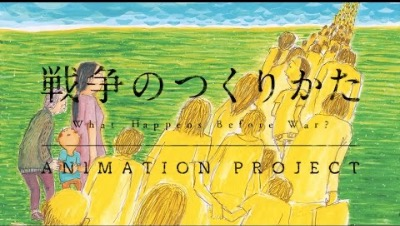 戦争のつくりかた
What Happens Before War?
ANIMATION PROJECT